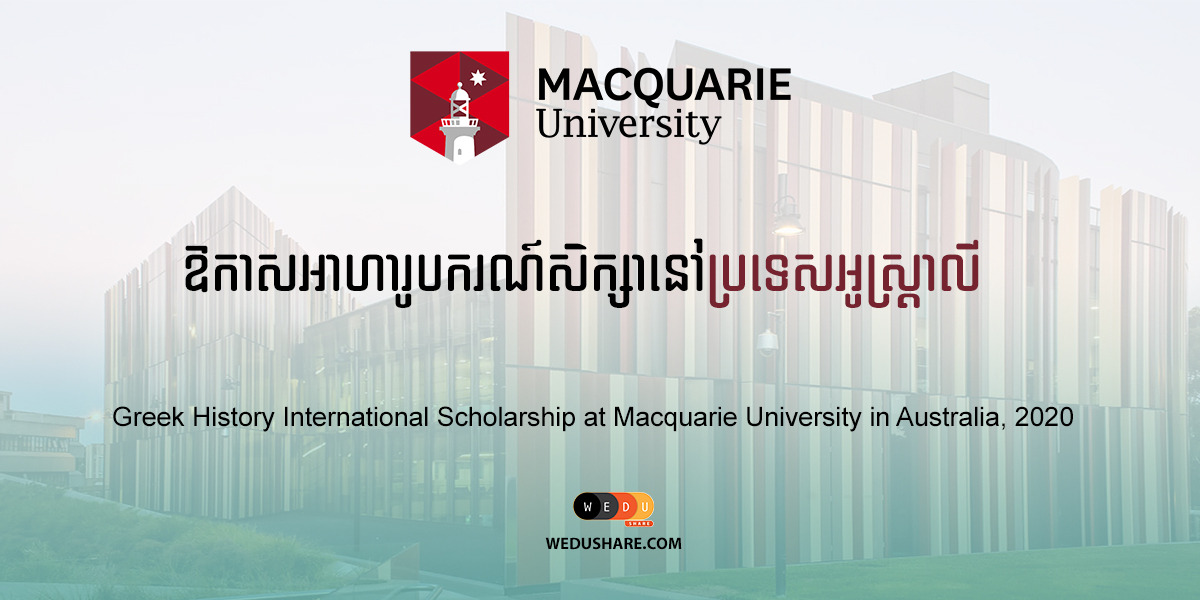 MACQUARIE
University
ឱកាសអាហារូបករណ៍សិក្សានៅប្រទេសអូស្ត្រាលី
Greek History International Scholarship at Macquarie University in Australia, 2020
WEDU
SHARE
WEDUSHARE.COM